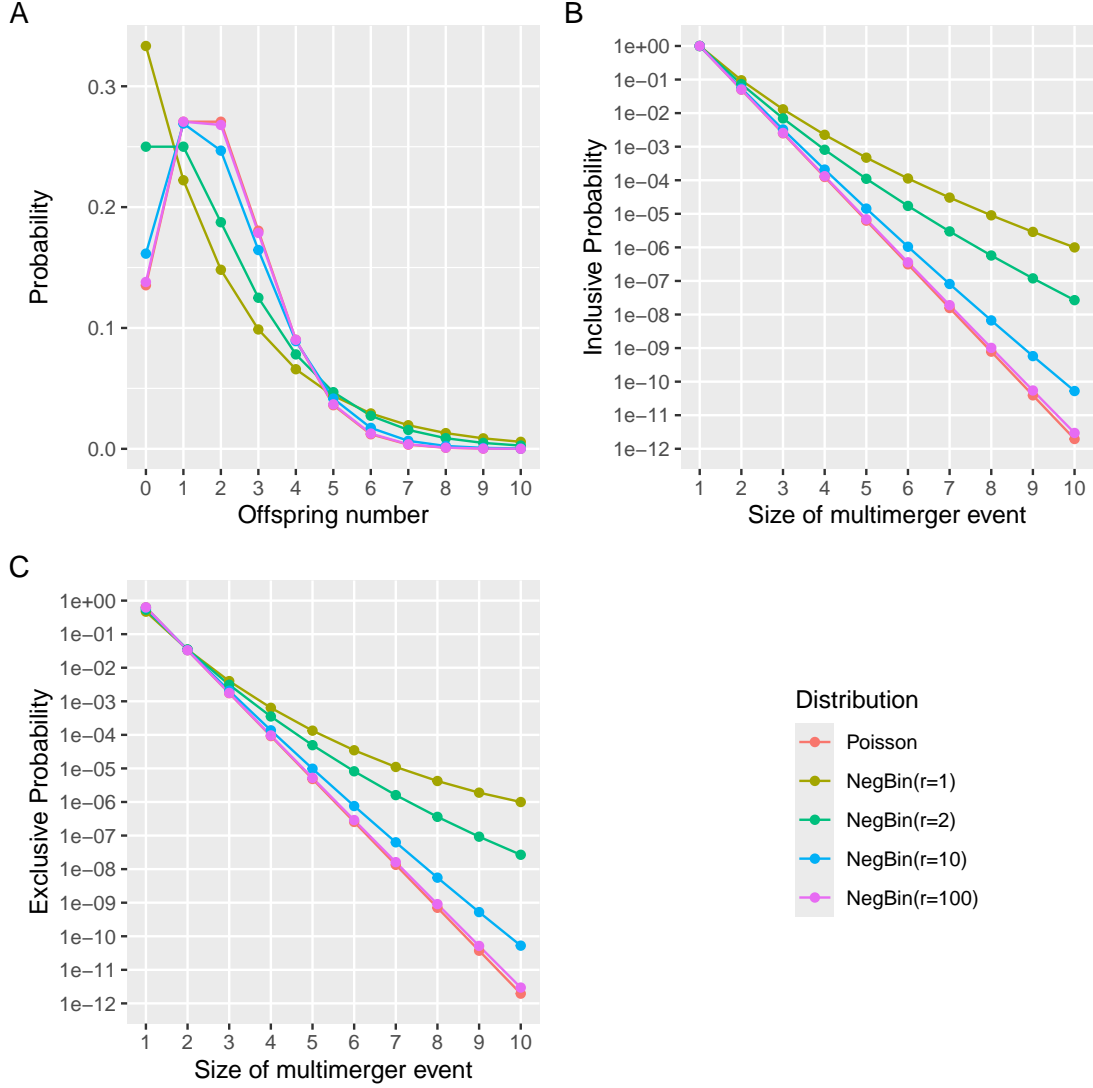 A
Probability
0.3
0.2
0.1
0.0
0 1 2 3 4 5 6 7 8 9 10
Offspring number
B
Inclusive Probability
1e+00
1e−01
1e−02
1e−03
1e−04
1e−05
1e−06
1e−07
1e−08
1e−09
1e−10
1e−11
1e−12
1 2 3 4 5 6 7 8 9 10
Size of multimerger event
C
Exclusive Probability
1e+00
1e−01
1e−02
1e−03
1e−04
1e−05
1e−06
1e−07
1e−08
1e−09
1e−10
1e−11
1e−12
1 2 3 4 5 6 7 8 9 10
Size of multimerger event
Distribution
Poisson
NegBin(r=1)
NegBin(r=2)
NegBin(r=10)
NegBin(r=100)